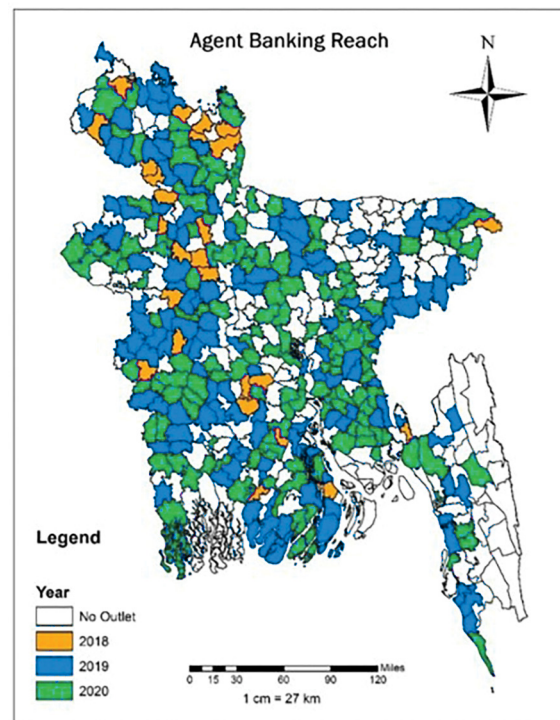 Agent Banking Reach
N
Legend
Year
No Outlet
2018
2019
2020
Miles
0 15 30 60 90 120
1 cm = 27 km